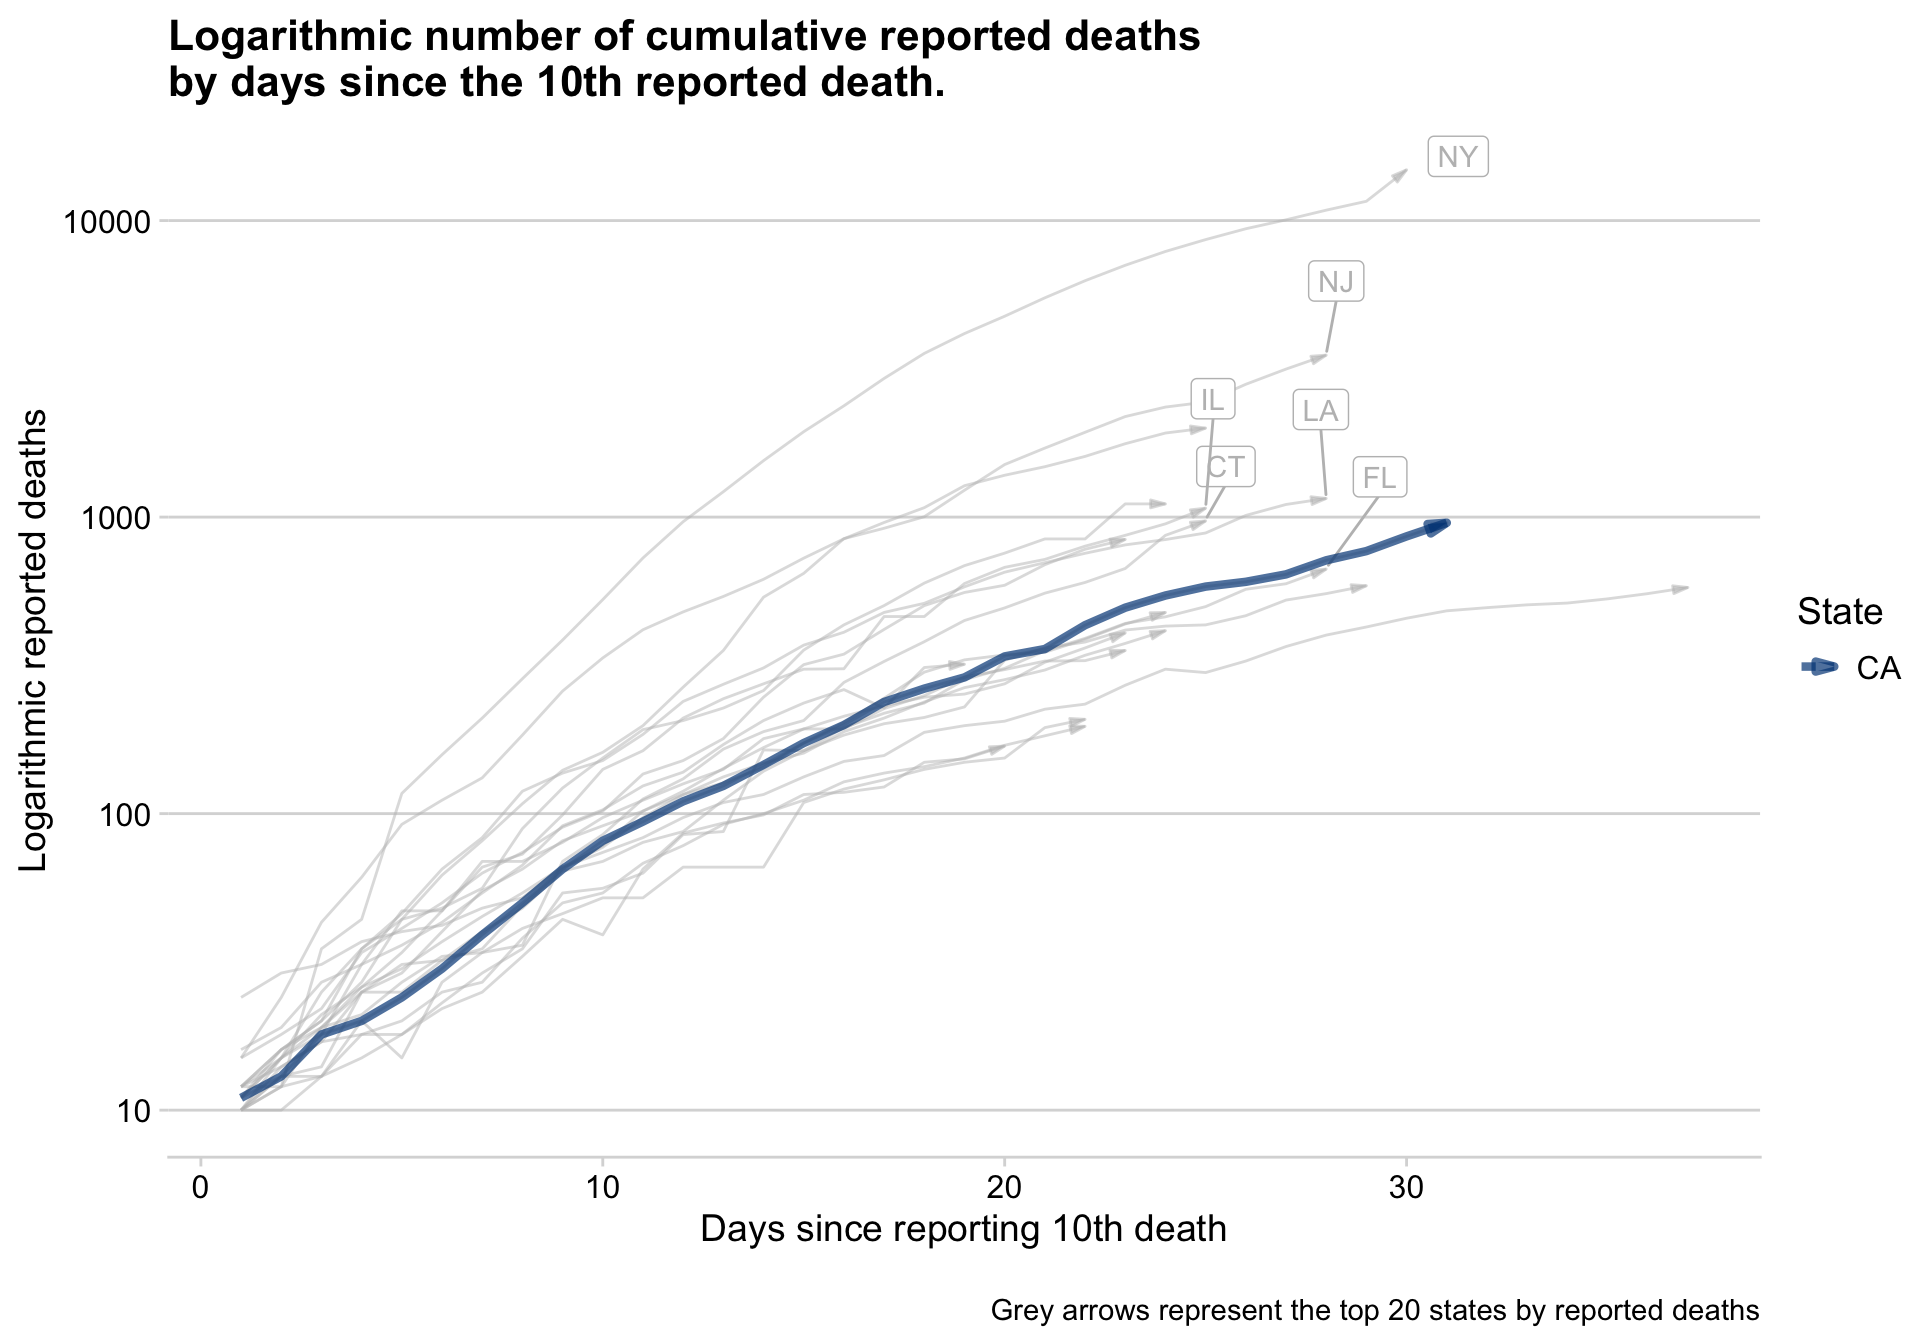 Logarithmic number of cumulative reported deaths
by days since the 10th reported death.
NY
10000
NJ
IL
LA
CT
FL
1000
Logarithmic reported deaths
State
CA
100
10
0
10
20
30
Days since reporting 10th death
Grey arrows represent the top 20 states by reported deaths